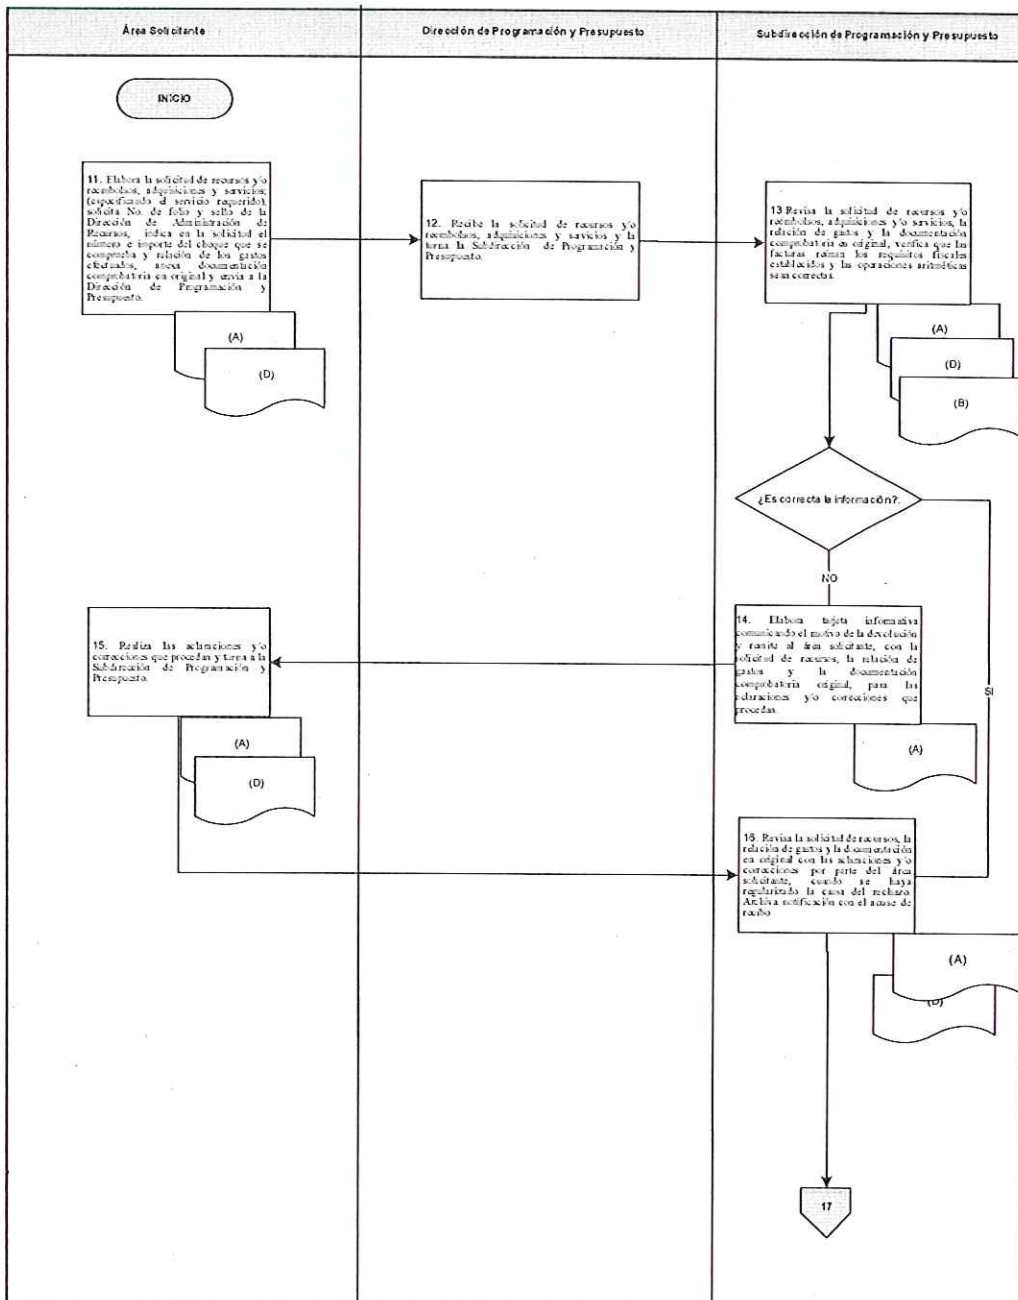 Área Solicitante
Dirección de Programación y Presupuesto
Subdirección de Programación y Presupuesto
INICIO
11. Elabora la solicitud de recursos y/o
reembolsos, adquisiciones y servicios;
(especificando el servicio requerido),
solicita No. de folio y sello de la
Dirección de Administración de
Recursos, indica en la solicitud el
número e importe del cheque que se
comprueba y relación de los gastos
efectuados, anexa documentación
comprobatoria en original y envía a la
Dirección de Programación y
Presupuesto.
(A)
(D)
12. Recibe la solicitud de recursos y/o
reembolsos, adquisiciones y servicios y la
turna la Subdirección de Programación y
Presupuesto.
13 Revisa la solicitud de recursos y/o
reembolsos, adquisiciones y/o servicios, la
relación de gastos y la documentación
comprobatoria en original, verifica que las
facturas reúnan los requisitos fiscales
establecidos y las operaciones aritméticas
sean correctas.
(A)
(D)
(B)
¿Es correcta la información?.
NO
SI
14. Elabora tarjeta informativa
comunicando el motivo de la devolución
y remite al área solicitante, con la
solicitud de recursos, la relación de
gastos y la documentación
comprobatoria original, para las
aclaraciones y/o correcciones que
procedan.
(A)
15. Realiza las aclaraciones y/o
correcciones que procedan y turna a la
Subdirección de Programación y
Presupuesto.
(A)
(D)
16. Revisa la solicitud de recursos, la
relación de gastos y la documentación
en original con las aclaraciones y/o
correcciones por parte del área
solicitante, cuando se haya
regularizado la causa del rechazo.
Archiva notificación con el acuse de
recibo
(A)
(D)
17